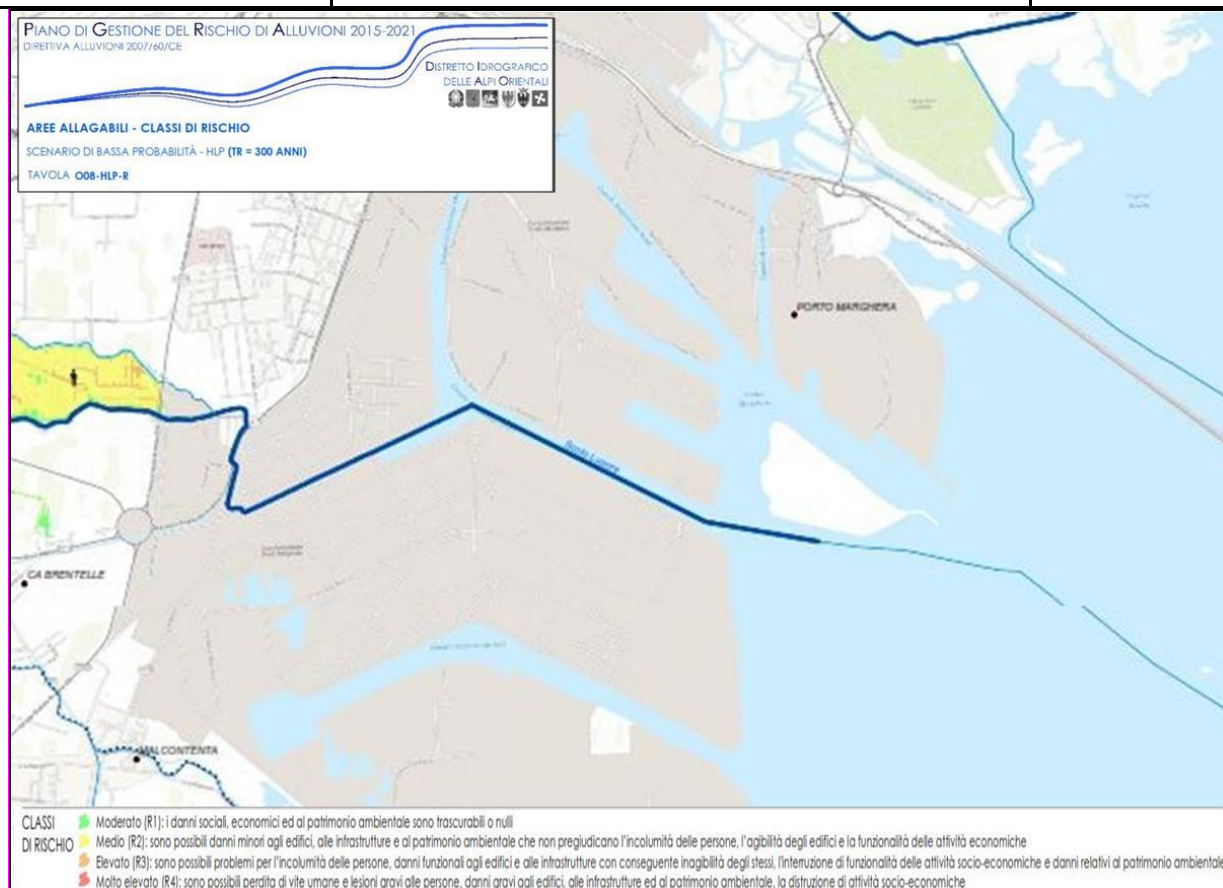 PIANO DI GESTIONE DEL RISCHIO DI ALLUVIONI 2015-2021
DIRETTIVA ALLUVIONI 2007/60/CE
DISTRETTO IDROGRAFICO
DELLE ALPI ORIENTALI
AREE ALLAGABILI - CLASSI DI RISCHIO
SCENARIO DI BASSA PROBABILITÀ - HLP (TR = 300 ANNI)
TAVOLA O08-HLP-R
PORTO MARGHERA
CA BRENTELLE
MALCONTENTA
CLASSI
DI RISCHIO
Moderato (R1): i danni sociali, economici ed al patrimonio ambientale sono trascurabili o nulli
Medio (R2): sono possibili danni minori agli edifici, alle infrastrutture e al patrimonio ambientale che non pregiudicano l'incolumità delle persone, l'agibilità degli edifici e la funzionalità delle attività economiche
Elevato (R3): sono possibili problemi per l'incolumità delle persone, danni funzionali agli edifici e alle infrastrutture con conseguente inagibilità degli stessi, l'interruzione di funzionalità delle attività socio-economiche e danni relativi al patrimonio ambientale
Molto elevato (R4): sono possibili perdita di vite umane e lesioni gravi alle persone, danni gravi agli edifici, alle infrastrutture ed al patrimonio ambientale, la distruzione di attività socio-economiche